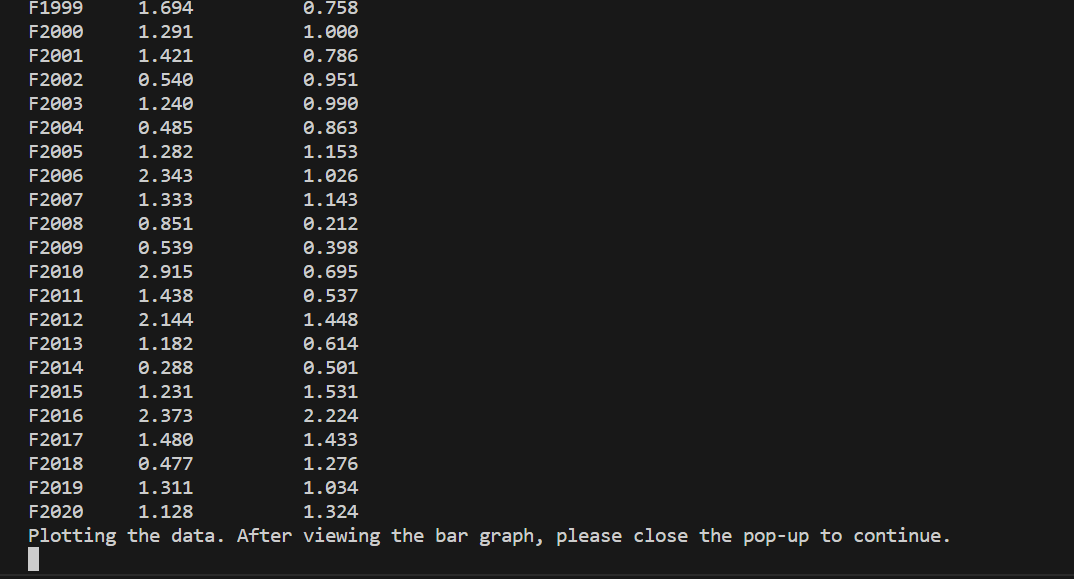 F1999     1.694          0.758
F2000     1.291          1.000
F2001     1.421          0.786
F2002     0.540          0.951
F2003     1.240          0.990
F2004     0.485          0.863
F2005     1.282          1.153
F2006     2.343          1.026
F2007     1.333          1.143
F2008     0.851          0.212
F2009     0.539          0.398
F2010     2.915          0.695
F2011     1.438          0.537
F2012     2.144          1.448
F2013     1.182          0.614
F2014     0.288          0.501
F2015     1.231          1.531
F2016     2.373          2.224
F2017     1.480          1.433
F2018     0.477          1.276
F2019     1.311          1.034
F2020     1.128          1.324
Plotting the data. After viewing the bar graph, please close the pop-up to continue.